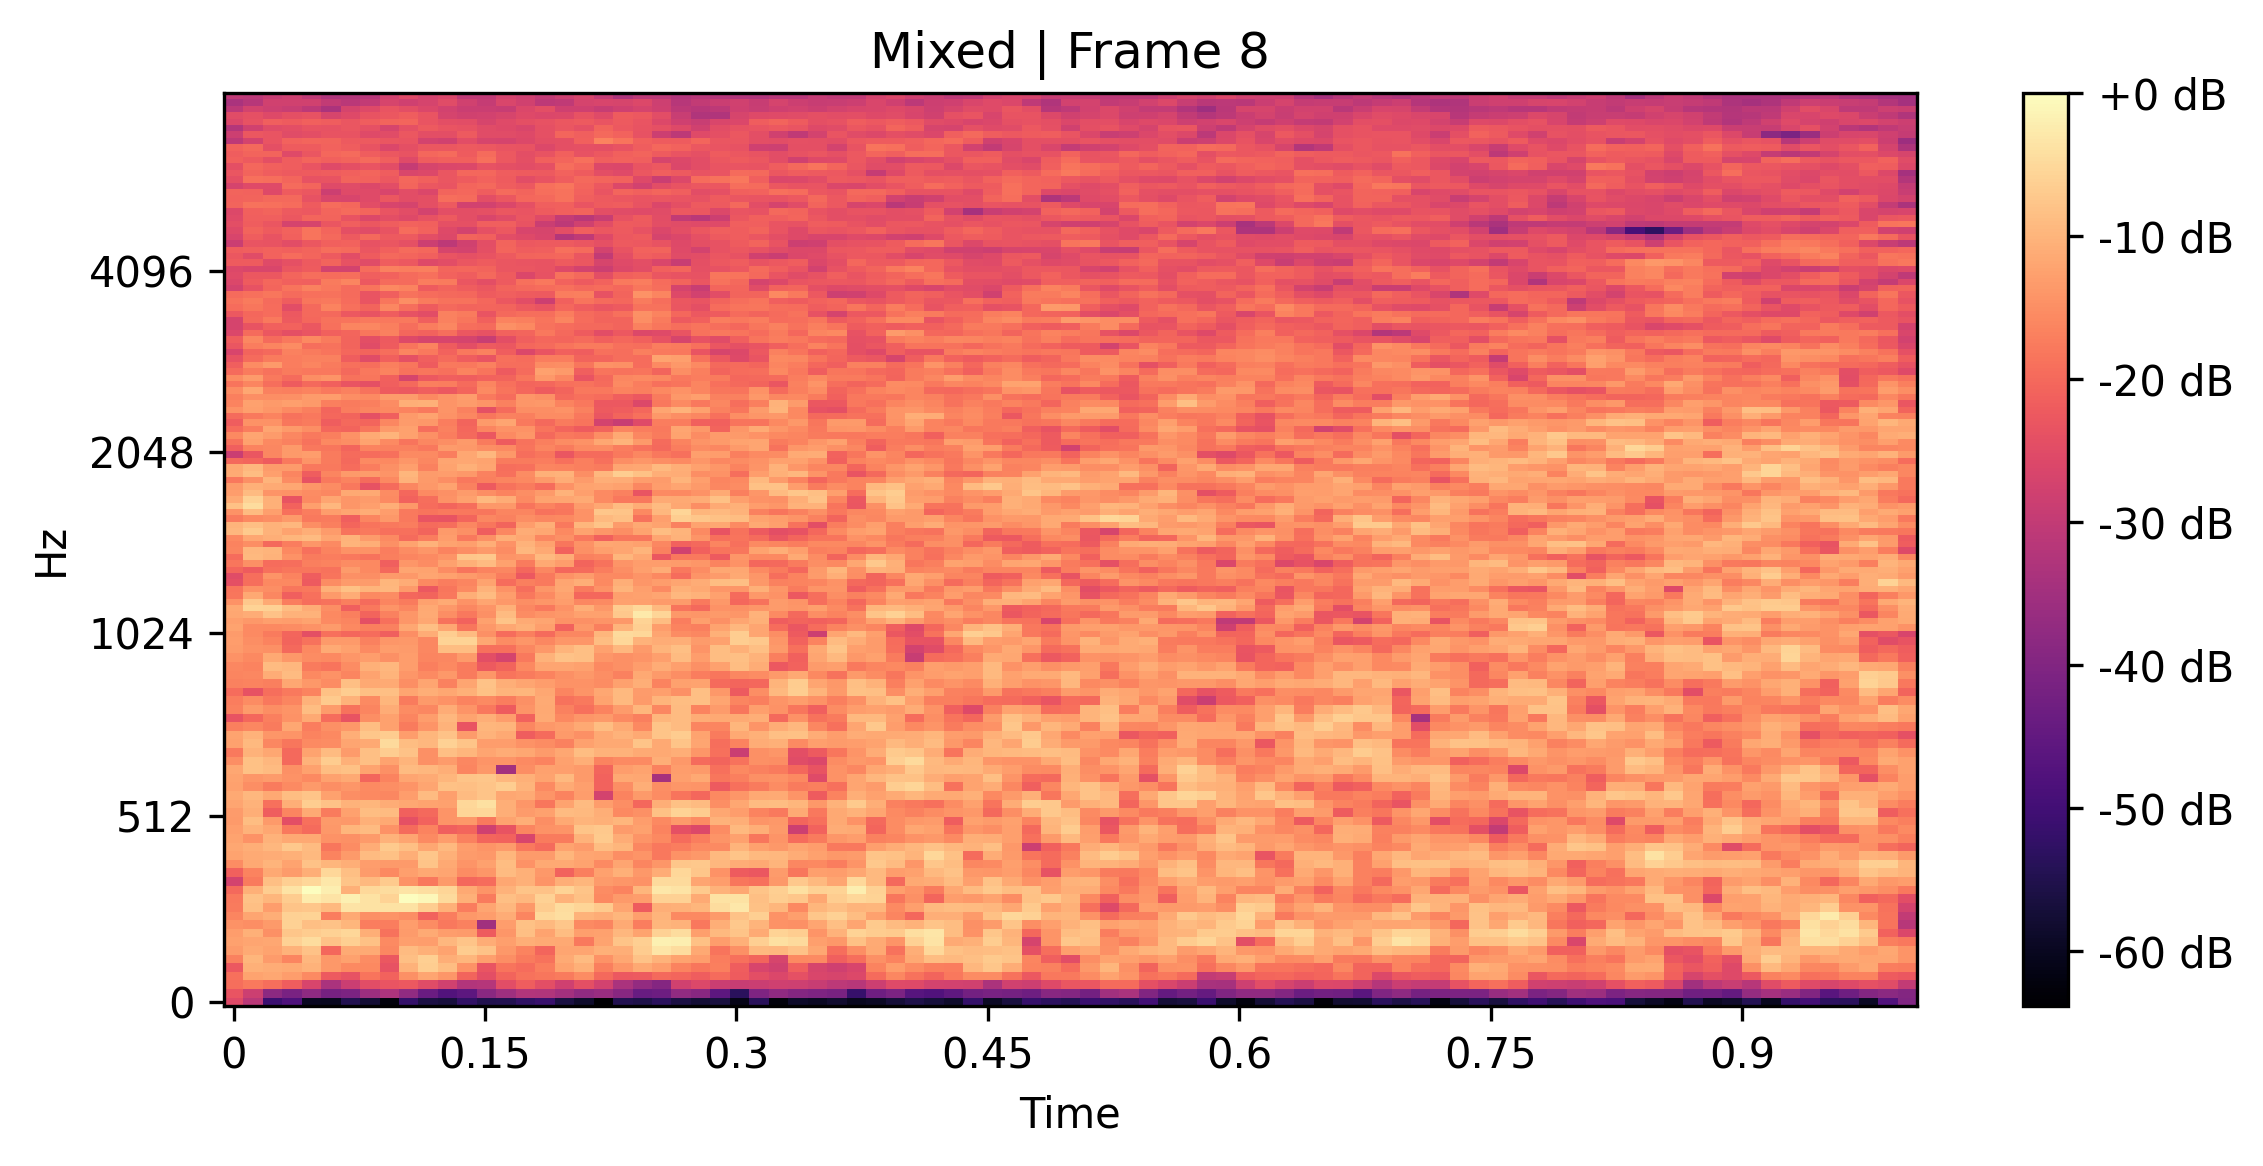 Mixed | Frame 8
+0 dB
-10 dB
-20 dB
-30 dB
-40 dB
-50 dB
-60 dB
4096
2048
1024
512
0
Hz
0 0.15 0.3 0.45 0.6 0.75 0.9
Time